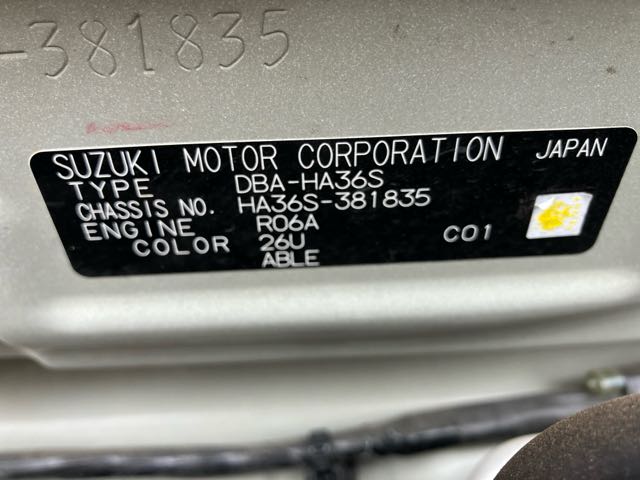 -381835
SUZUKI MOTOR CORPORATION JAPAN
TYPE DBA-HA36S
CHASSIS NO. HA36S-381835
ENGINE R06A
COLOR 26U C01
ABLE